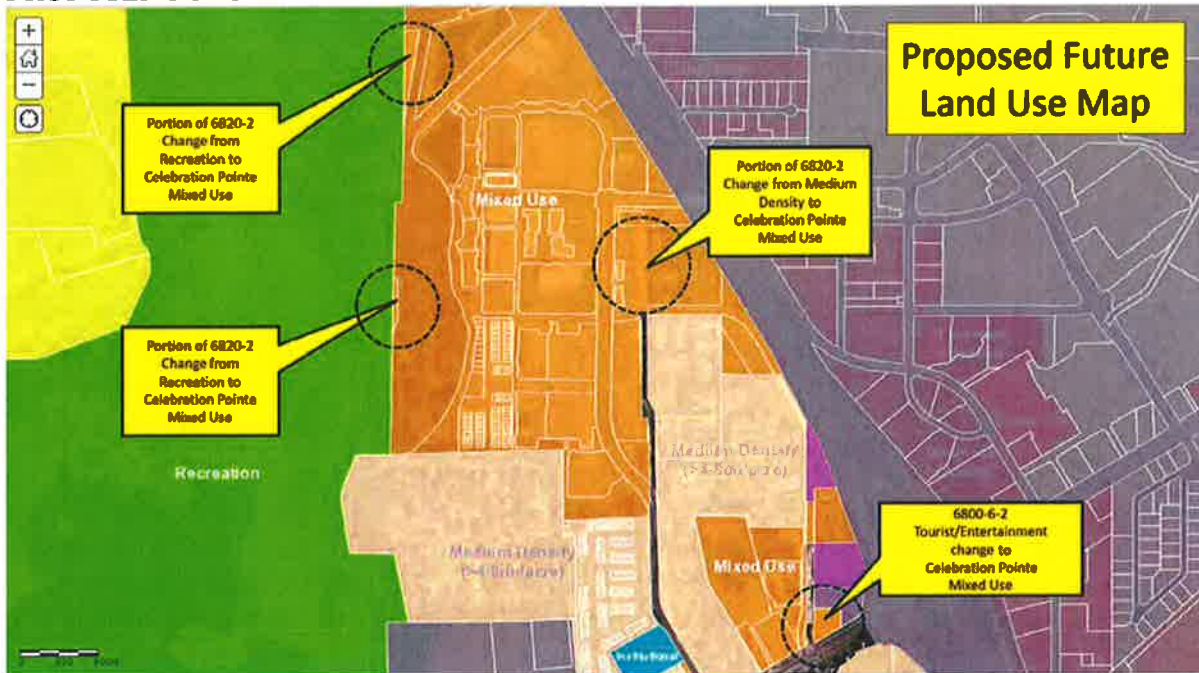 Proposed Future
Land Use Map
Portion of 6820-2
Change from
Recreation to
Celebration Pointe
Mixed Use
Portion of 6820-2
Change from Medium
Density to
Celebration Pointe
Mixed Use
Mixed Use
Portion of 6820-2
Change from
Recreation to
Celebration Pointe
Mixed Use
Recreation
Medium Density
Medium Density
Mixed Use
6800-6-2
Tourist/Entertainment
change to
Celebration Pointe
Mixed Use
Institutional